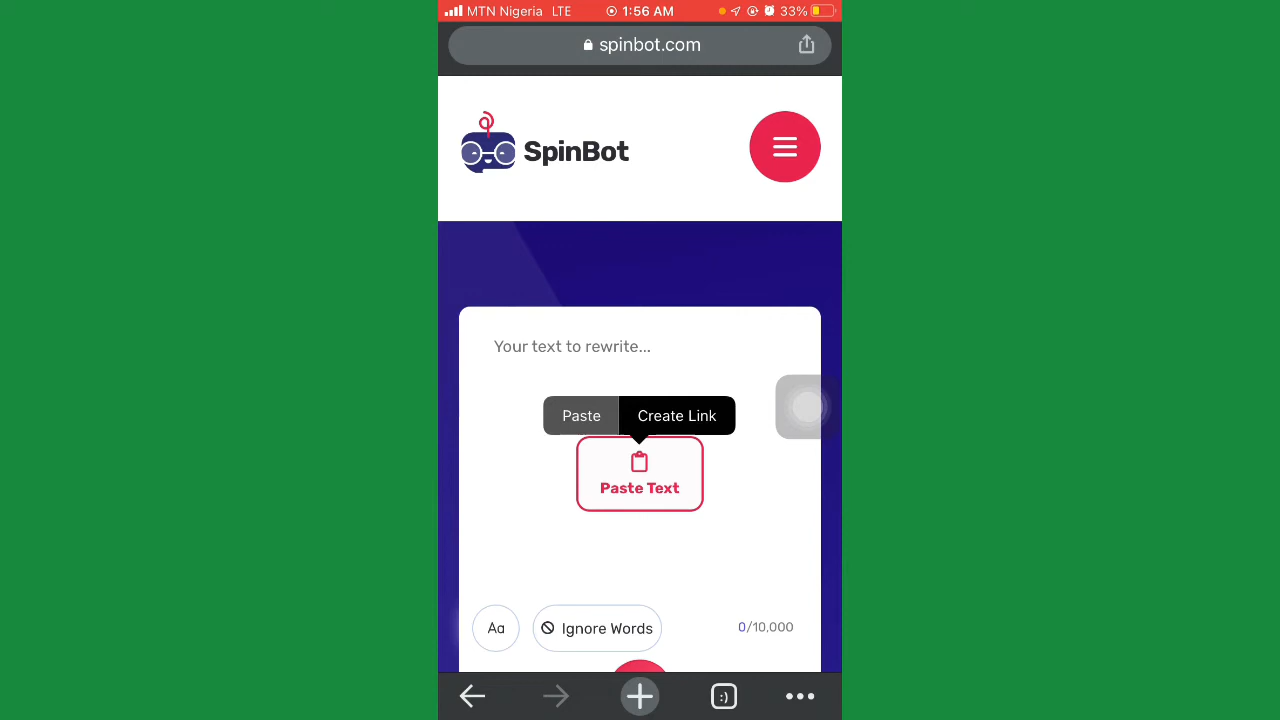 MTN Nigeria LTE 1:56 AM 33%
spinbot.com
SpinBot
Your text to rewrite...
Paste Create Link
Paste Text
Aa Ignore Words 0/10,000
:)